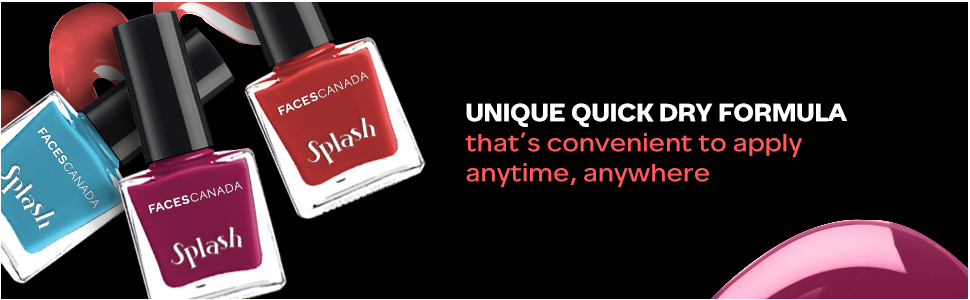 FACESCANADA
Splash
FACESCANADA
Splash
FACESCANADA
Splash
UNIQUE QUICK DRY FORMULA
that's convenient to apply
anytime, anywhere